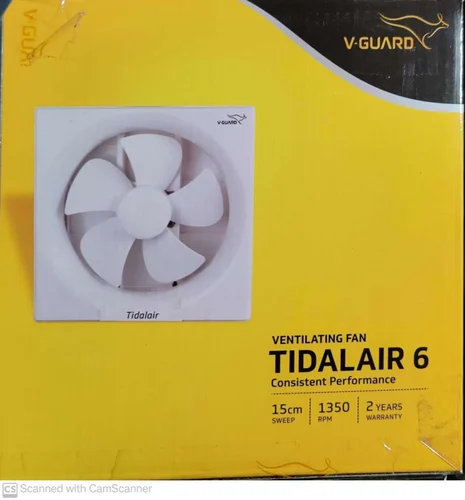 V-GUARD
V-GUARD
V-GUARD
Tidalair
VENTILATING FAN
TIDALAIR 6
Consistent Performance
15cm 1350 2 YEARS
SWEEP RPM WARRANTY
CS Scanned with CamScanner